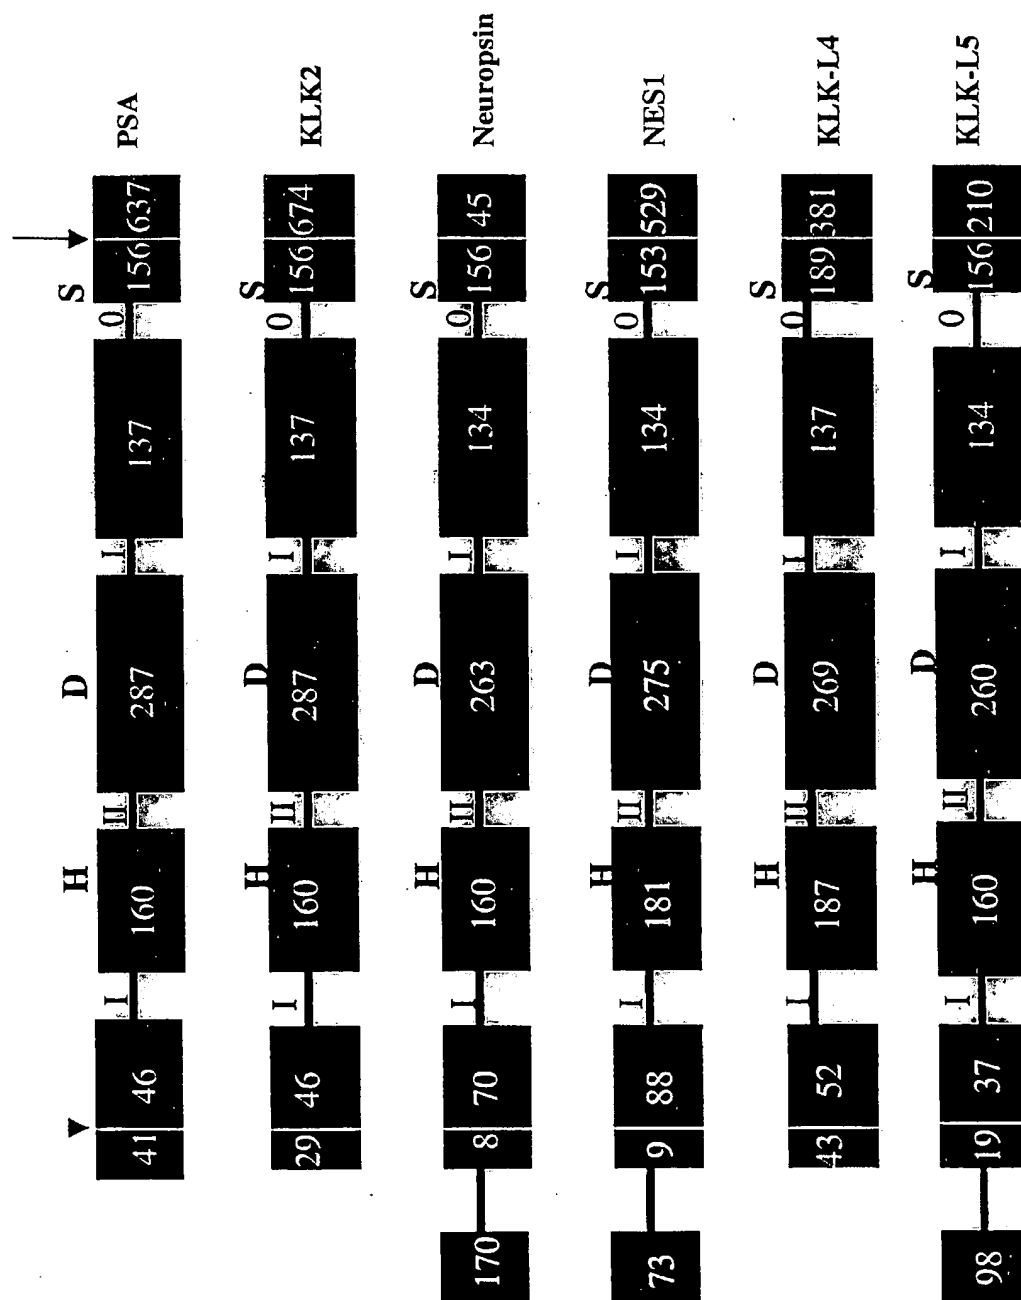 H D S
I II I 0
41 46 160 287 137 156 637 PSA
H D S
I II I 0
29 46 160 287 137 156 674 KLK2
H D S
I II I 0
170 8 70 160 263 134 156 45 Neuropsin
H D S
I II I 0
73 9 88 181 275 134 153 529 NES1
H D S
I II I 0
43 52 187 269 137 189 381 KLK-L4
H D S
I II I 0
98 19 37 160 260 134 156 210 KLK-L5